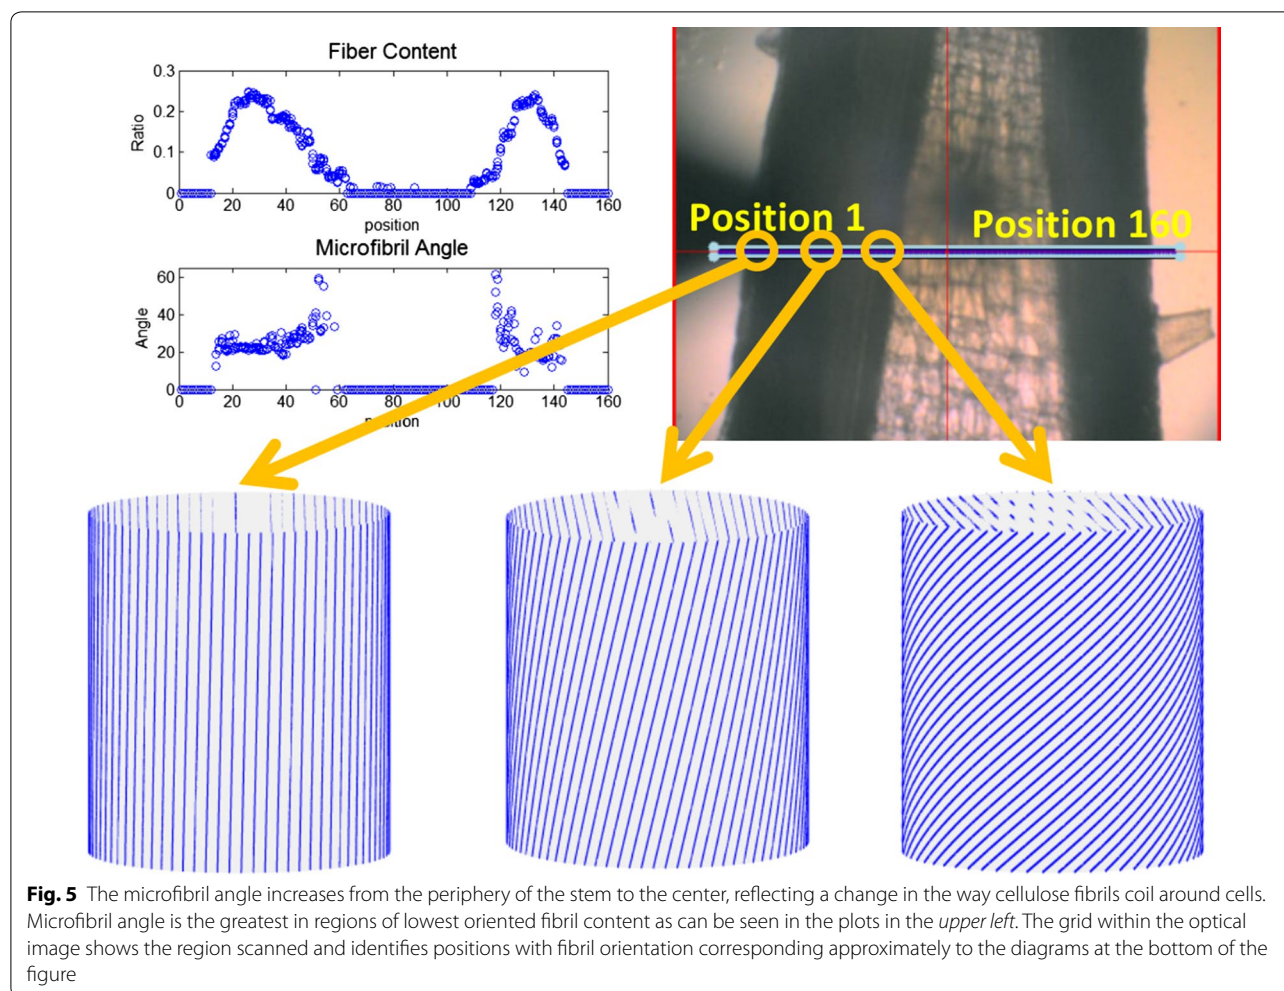 Fiber Content
0.3
0.2
0.1
0
Ratio
0 20 40 60 80 100 120 140 160
position
Microfibril Angle
60
40
20
0
Angle
0 20 40 60 80 100 120 140 160
position
Position 1
Position 160
Fig. 5 The microfibril angle increases from the periphery of the stem to the center, reflecting a change in the way cellulose fibrils coil around cells.
Microfibril angle is the greatest in regions of lowest oriented fibril content as can be seen in the plots in the upper left. The grid within the optical
image shows the region scanned and identifies positions with fibril orientation corresponding approximately to the diagrams at the bottom of the
figure